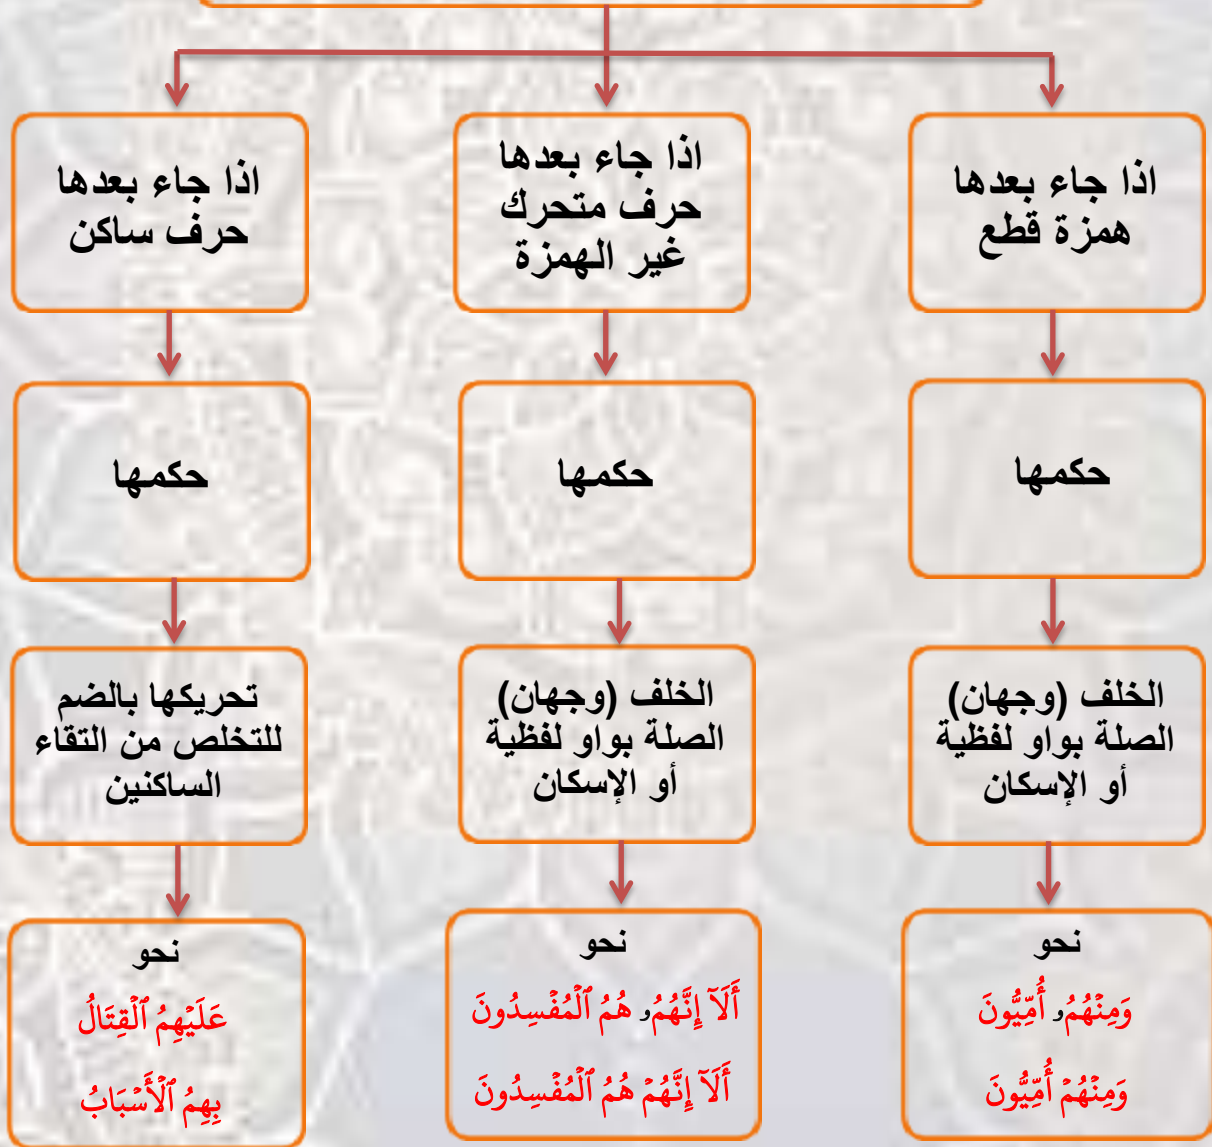 اذا جاء بعدها
همزة قطع
اذا جاء بعدها
حرف متحرك
غير الهمزة
اذا جاء بعدها
حرف ساكن
حكمها
حكمها
حكمها
الخلف (وجهان)
الصلة بواو لفظية
أو الإسكان
الخلف (وجهان)
الصلة بواو لفظية
أو الإسكان
تحريكها بالضم
للتخلص من التقاء
الساكنين
نحو
وَمِنۡهُمُۥ أُمِّيُّونَ
وَمِنۡهُمۡ أُمِّيُّونَ
نحو
أَلَآ إِنَّهُمُۥ هُمُ ٱلۡمُفۡسِدُونَ
أَلَآ إِنَّهُمۡ هُمُ ٱلۡمُفۡسِدُونَ
نحو
عَلَيۡهِمُ ٱلۡقِتَالُ
بِهِمُ ٱلۡأَسۡبَابُ